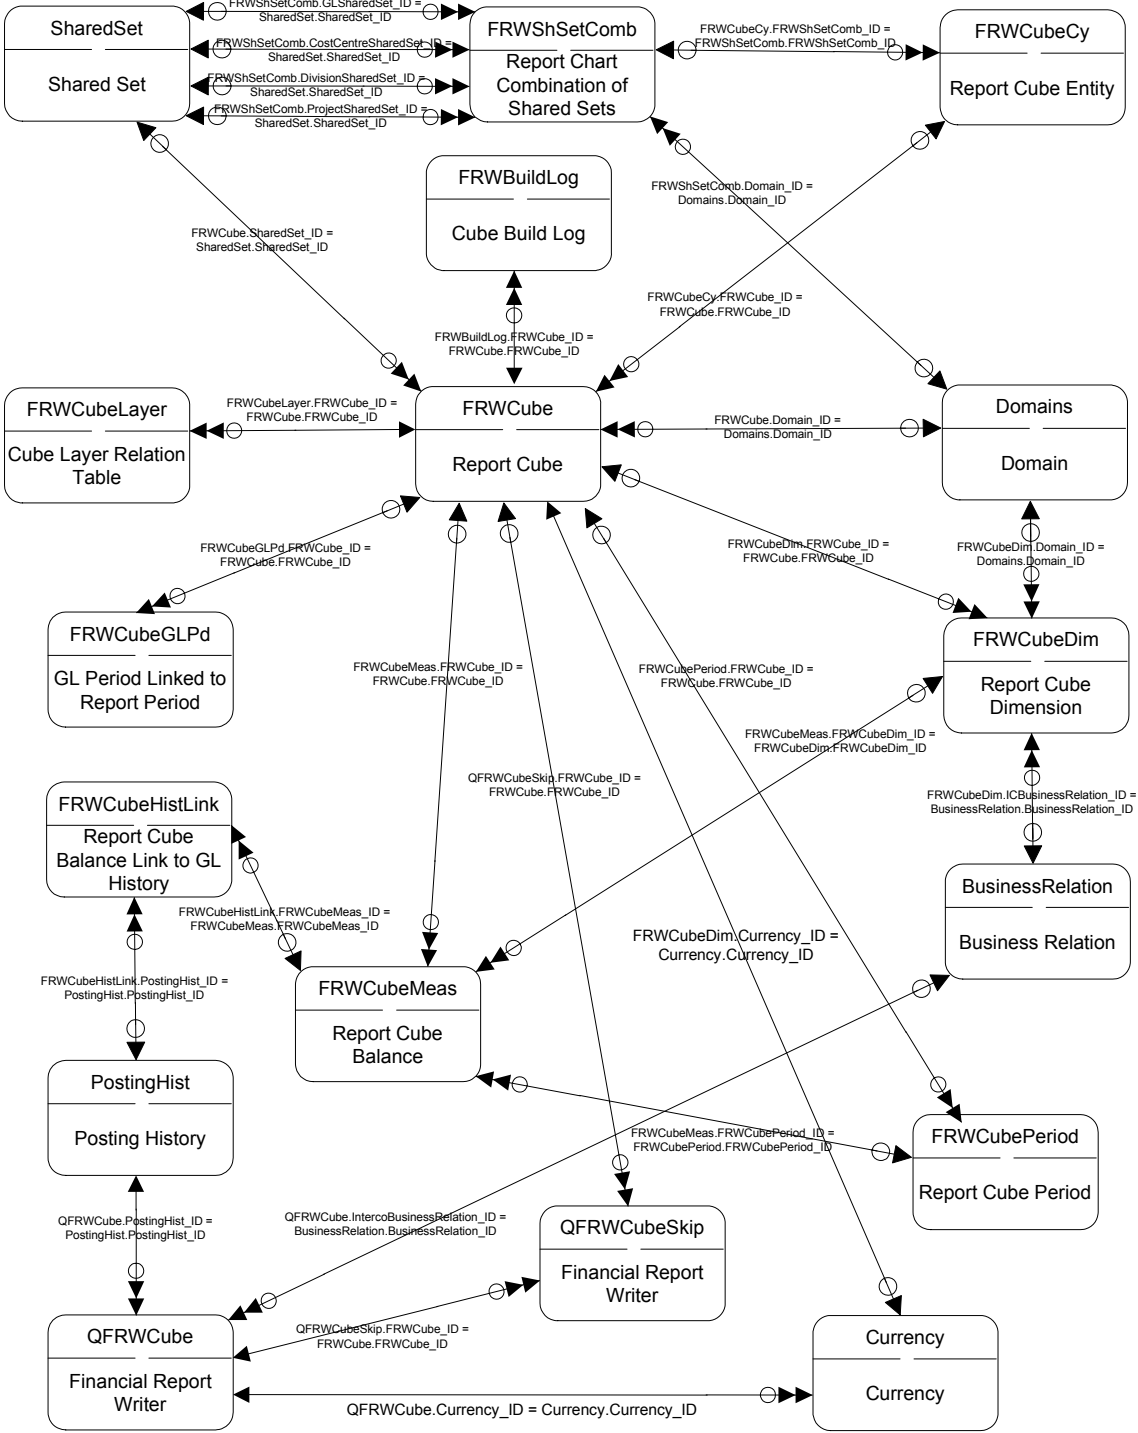 FRWShSetComb.GLSharedSet_ID =
SharedSet.SharedSet_ID
SharedSet
Shared Set
FRWShSetComb.CostCentreSharedSet_ID =
SharedSet.SharedSet_ID
FRWShSetComb.DivisionSharedSet_ID =
SharedSet.SharedSet_ID
FRWShSetComb.ProjectSharedSet_ID =
SharedSet.SharedSet_ID
FRWShSetComb
Report Chart
Combination of
Shared Sets
FRWCubeCy.FRWShSetComb_ID =
FRWShSetComb.FRWShSetComb_ID
FRWCubeCy
Report Cube Entity
FRWBuildLog
Cube Build Log
FRWShSetComb.Domain_ID =
Domains.Domain_ID
FRWCube.SharedSet_ID =
SharedSet.SharedSet_ID
FRWCubeCy.FRWCube_ID =
FRWCube.FRWCube_ID
FRWBuildLog.FRWCube_ID =
FRWCube.FRWCube_ID
FRWCubeLayer
Cube Layer Relation
Table
FRWCubeLayer.FRWCube_ID =
FRWCube.FRWCube_ID
FRWCube
Report Cube
FRWCube.Domain_ID =
Domains.Domain_ID
Domains
Domain
FRWCubeGLPd.FRWCube_ID =
FRWCube.FRWCube_ID
FRWCubeDim.FRWCube_ID =
FRWCube.FRWCube_ID
FRWCubeDim.Domain_ID =
Domains.Domain_ID
FRWCubeGLPd
GL Period Linked to
Report Period
FRWCubeMeas.FRWCube_ID =
FRWCube.FRWCube_ID
FRWCubePeriod.FRWCube_ID =
FRWCube.FRWCube_ID
FRWCubeDim
Report Cube
Dimension
FRWCubeMeas.FRWCubeDim_ID =
FRWCubeDim.FRWCubeDim_ID
QFRWCubeSkip.FRWCube_ID =
FRWCube.FRWCube_ID
FRWCubeDim.ICBusinessRelation_ID =
BusinessRelation.BusinessRelation_ID
FRWCubeHistLink
Report Cube
Balance Link to GL
History
FRWCubeHistLink.FRWCubeMeas_ID =
FRWCubeMeas.FRWCubeMeas_ID
BusinessRelation
Business Relation
FRWCubeDim.Currency_ID =
Currency.Currency_ID
FRWCubeHistLink.PostingHist_ID =
PostingHist.PostingHist_ID
FRWCubeMeas
Report Cube
Balance
PostingHist
Posting History
FRWCubeMeas.FRWCubePeriod_ID =
FRWCubePeriod.FRWCubePeriod_ID
FRWCubePeriod
Report Cube Period
QFRWCube.PostingHist_ID =
PostingHist.PostingHist_ID
QFRWCube.IntercoBusinessRelation_ID =
BusinessRelation.BusinessRelation_ID
QFRWCubeSkip
Financial Report
Writer
QFRWCube
Financial Report
Writer
QFRWCubeSkip.FRWCube_ID =
FRWCube.FRWCube_ID
Currency
Currency
QFRWCube.Currency_ID = Currency.Currency_ID